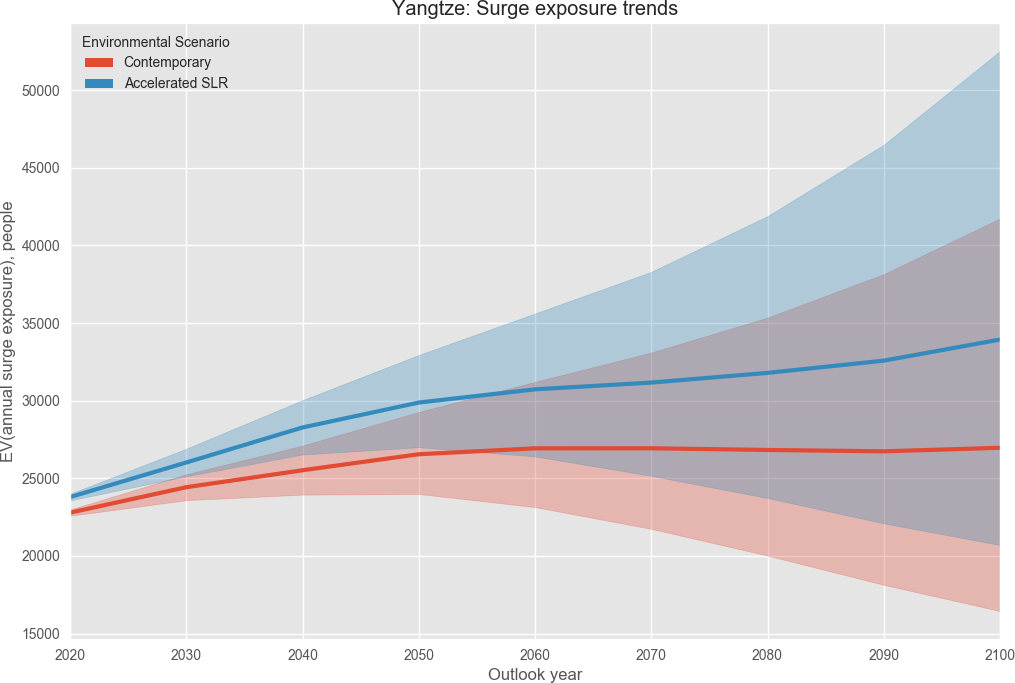 Yangtze: Surge exposure trends
Environmental Scenario
Contemporary
Accelerated SLR
EV(annual surge exposure), people
50000
45000
40000
35000
30000
25000
20000
15000
2020 2030 2040 2050 2060 2070 2080 2090 2100
Outlook year